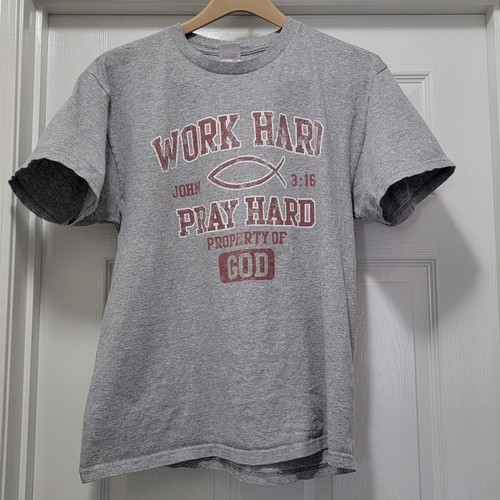 WORK HARD
JOHN 3:16
PRAY HARD
PROPERTY OF
GOD